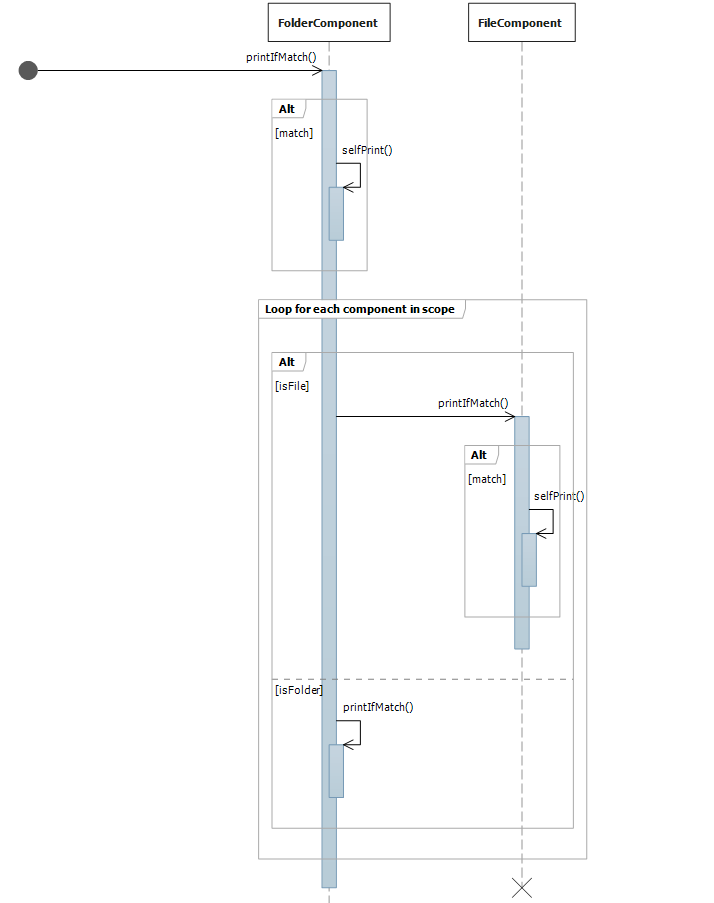 FolderComponent
FileComponent
printIfMatch()
Alt
[match]
selfPrint()
Loop for each component in scope
Alt
[isFile]
printIfMatch()
Alt
[match]
selfPrint()
[isFolder]
printIfMatch()